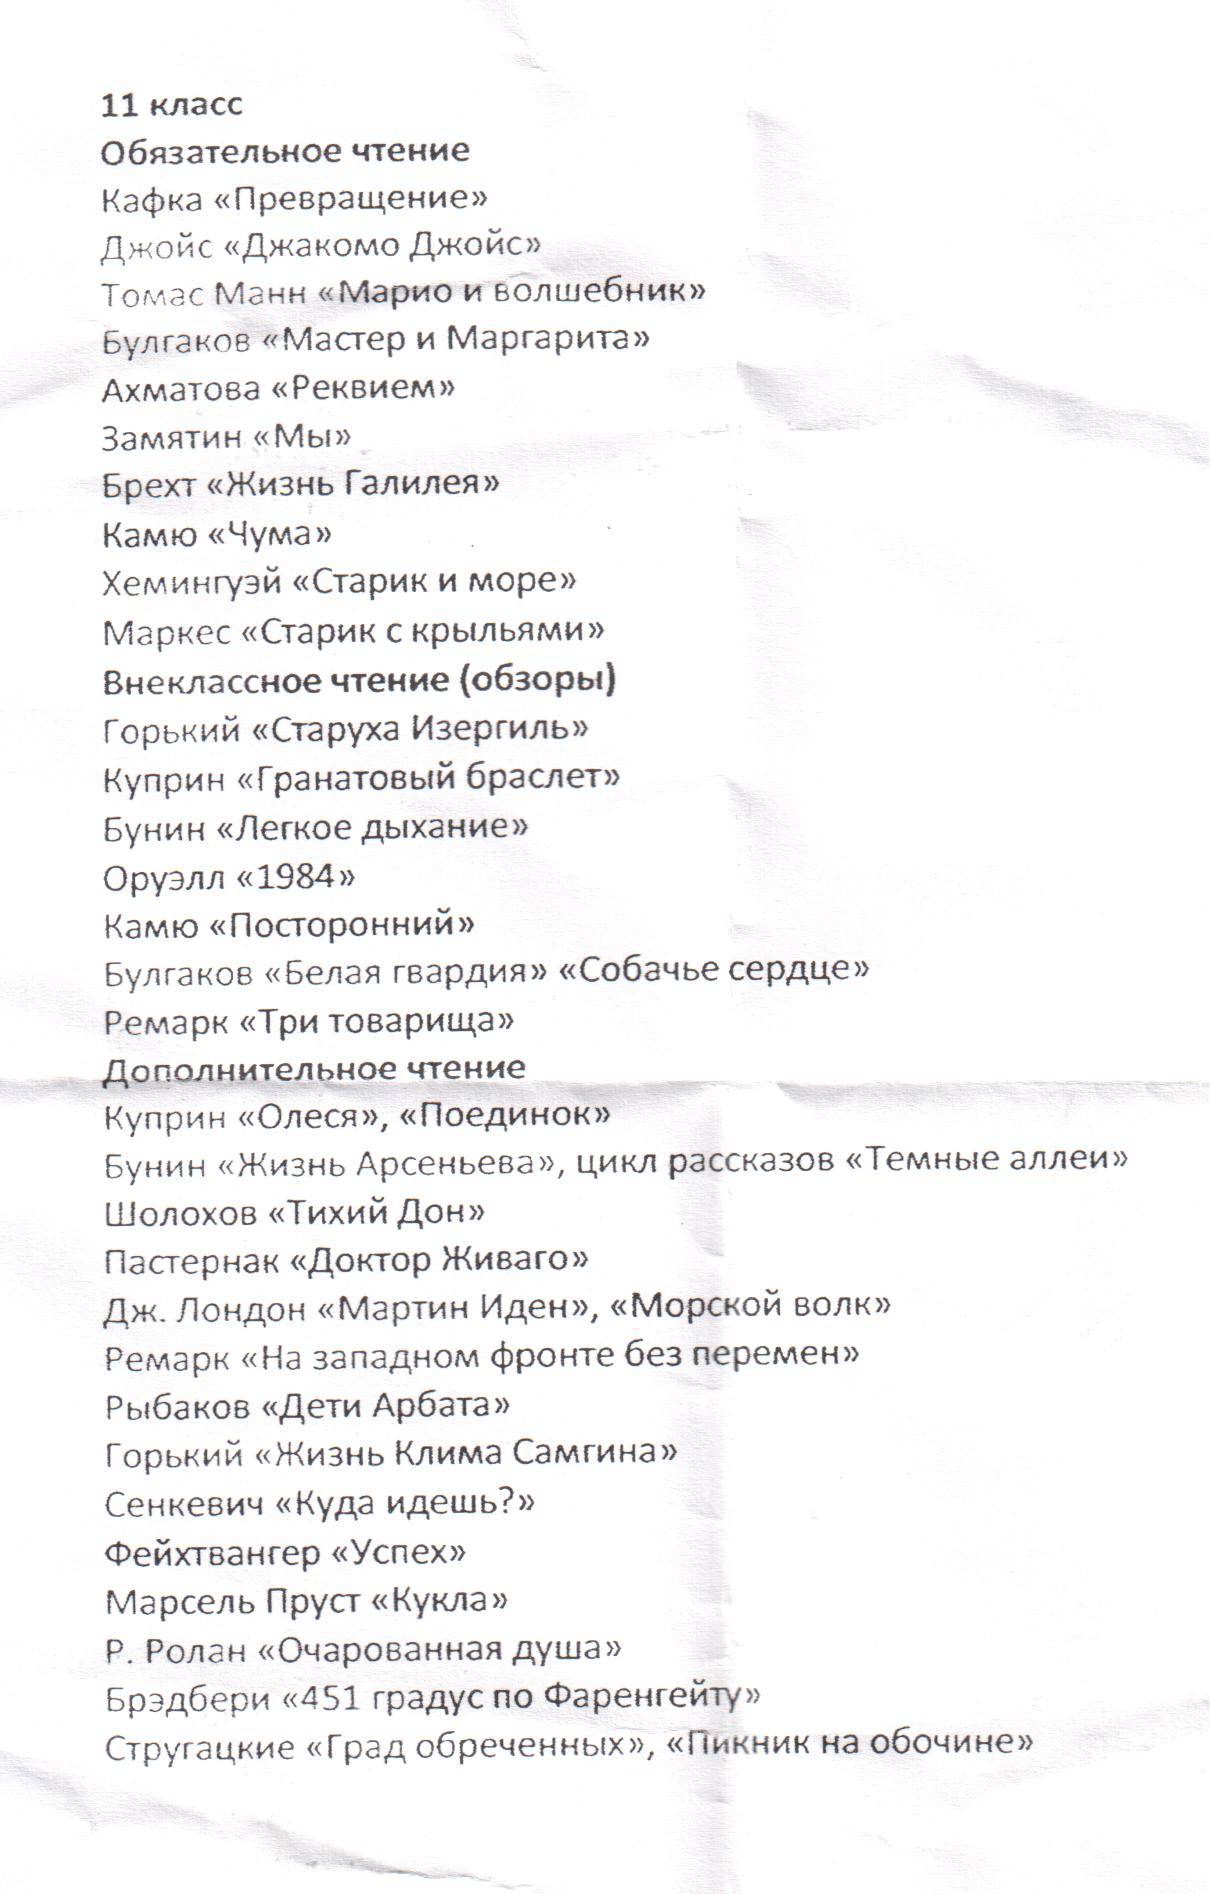 11 класс
Обязательное чтение
Кафка «Превращение»
Джойс «Джакомо Джойс»
Томас Манн «Марио и волшебник»
Булгаков «Мастер и Маргарита»
Ахматова «Реквием»
Замятин «Мы»
Брехт «Жизнь Галилея»
Камю «Чума»
Хемингуэй «Старик и море»
Маркес «Старик с крыльями»
Внеклассное чтение (обзоры)
Горький «Старуха Изергиль»
Куприн «Гранатовый браслет»
Бунин «Легкое дыхание»
Оруэлл «1984»
Камю «Посторонний»
Булгаков «Белая гвардия» «Собачье сердце»
Ремарк «Три товарища»
Дополнительное чтение
Куприн «Олеся», «Поединок»
Бунин «Жизнь Арсеньева», цикл рассказов «Темные аллеи»
Шолохов «Тихий Дон»
Пастернак «Доктор Живаго»
Дж. Лондон «Мартин Иден», «Морской волк»
Ремарк «На западном фронте без перемен»
Рыбаков «Дети Арбата»
Горький «Жизнь Клима Самгина»
Сенкевич «Куда идешь?»
Фейхтвангер «Успех»
Марсель Пруст «Кукла»
Р. Ролан «Очарованная душа»
Брэдбери «451 градус по Фаренгейту»
Стругацкие «Град обреченных», «Пикник на обочине»